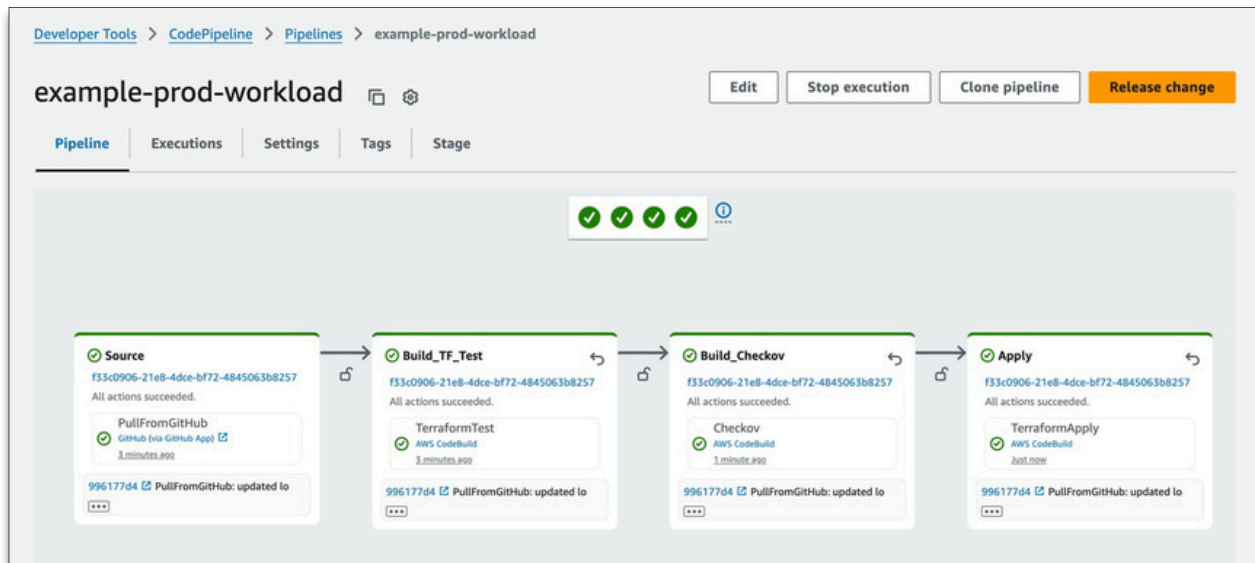 Developer Tools > CodePipeline > Pipelines > example-prod-workload
example-prod-workload
Edit
Stop execution
Clone pipeline
Release change
Pipeline
Executions
Settings
Tags
Stage
Source
f33c0906-21e8-4dce-bf72-4845063b8257
All actions succeeded.
PullFromGitHub
GitHub (via GitHub App)
3 minutes ago
996177d4 PullFromGitHub: updated lo
Build_TF_Test
f33c0906-21e8-4dce-bf72-4845063b8257
All actions succeeded.
TerraformTest
AWS CodeBuild
3 minutes ago
996177d4 PullFromGitHub: updated lo
Build_Checkov
f33c0906-21e8-4dce-bf72-4845063b8257
All actions succeeded.
Checkov
AWS CodeBuild
1 minute ago
996177d4 PullFromGitHub: updated lo
Apply
f33c0906-21e8-4dce-bf72-4845063b8257
All actions succeeded.
TerraformApply
AWS CodeBuild
Just now
996177d4 PullFromGitHub: updated lo